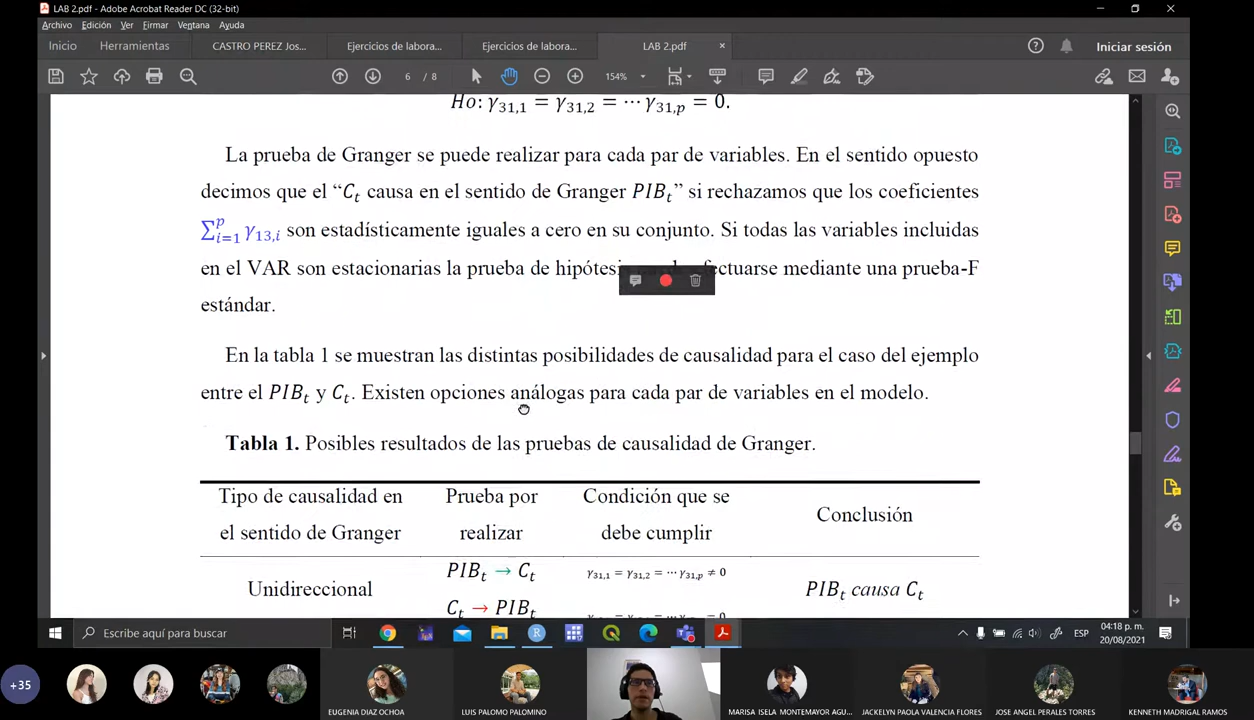 LAB 2.pdf - Adobe Acrobat Reader DC (32-bit)
Archivo Edición Ver Firmar Ventana Ayuda
Inicio Herramientas CASTRO PEREZ Jos... Ejercicios de labora... Ejercicios de labora... LAB 2.pdf × Iniciar sesión
6 / 8 154%
Ho: γ31,1 = γ31,2 = ⋯ γ31,p = 0.
La prueba de Granger se puede realizar para cada par de variables. En el sentido opuesto
decimos que el “Ct causa en el sentido de Granger PIBt” si rechazamos que los coeficientes
∑ᵖi=1 γ13,i son estadísticamente iguales a cero en su conjunto. Si todas las variables incluidas
en el VAR son estacionarias la prueba de hipótesis efectuarse mediante una prueba-F
estándar.
En la tabla 1 se muestran las distintas posibilidades de causalidad para el caso del ejemplo
entre el PIBt y Ct. Existen opciones análogas para cada par de variables en el modelo.
Tabla 1. Posibles resultados de las pruebas de causalidad de Granger.
Tipo de causalidad en el sentido de Granger
Prueba por realizar
Condición que se debe cumplir
Conclusión
Unidireccional
PIBt → Ct
Ct → PIBt
γ31,1 = γ31,2 = ⋯ γ31,p ≠ 0
PIBt causa Ct
Escribe aquí para buscar
ESP
04:18 p. m.
20/08/2021
+35
EUGENIA DIAZ OCHOA
LUIS PALOMO PALOMINO
MARISA ISELA MONTEMAYOR AGU...
JACKELYN PAOLA VALENCIA FLORES
JOSE ANGEL PERALES TORRES
KENNETH MADRIGAL RAMOS